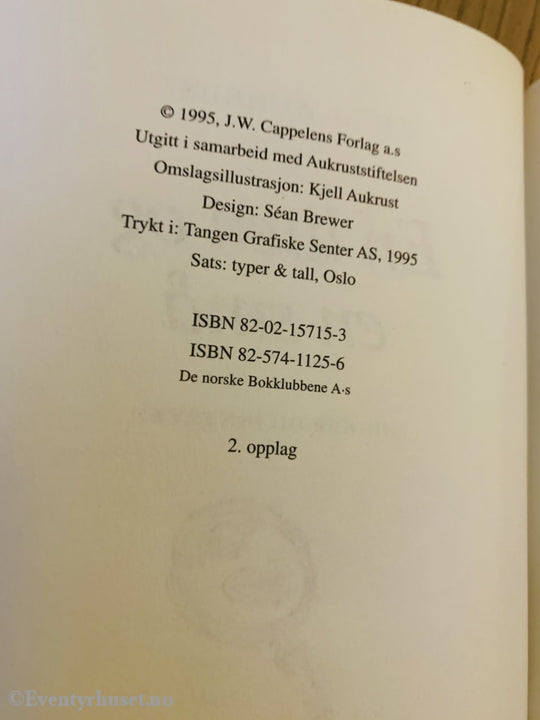 © 1995, J.W. Cappelens Forlag a.s
Utgitt i samarbeid med Aukruststiftelsen
Omslagsillustrasjon: Kjell Aukrust
Design: Séan Brewer
Trykt i: Tangen Grafiske Senter AS, 1995
Sats: typer & tall, Oslo
ISBN 82-02-15715-3
ISBN 82-574-1125-6
De norske Bokklubbene A·s
2. opplag
©Eventyrhuset.no